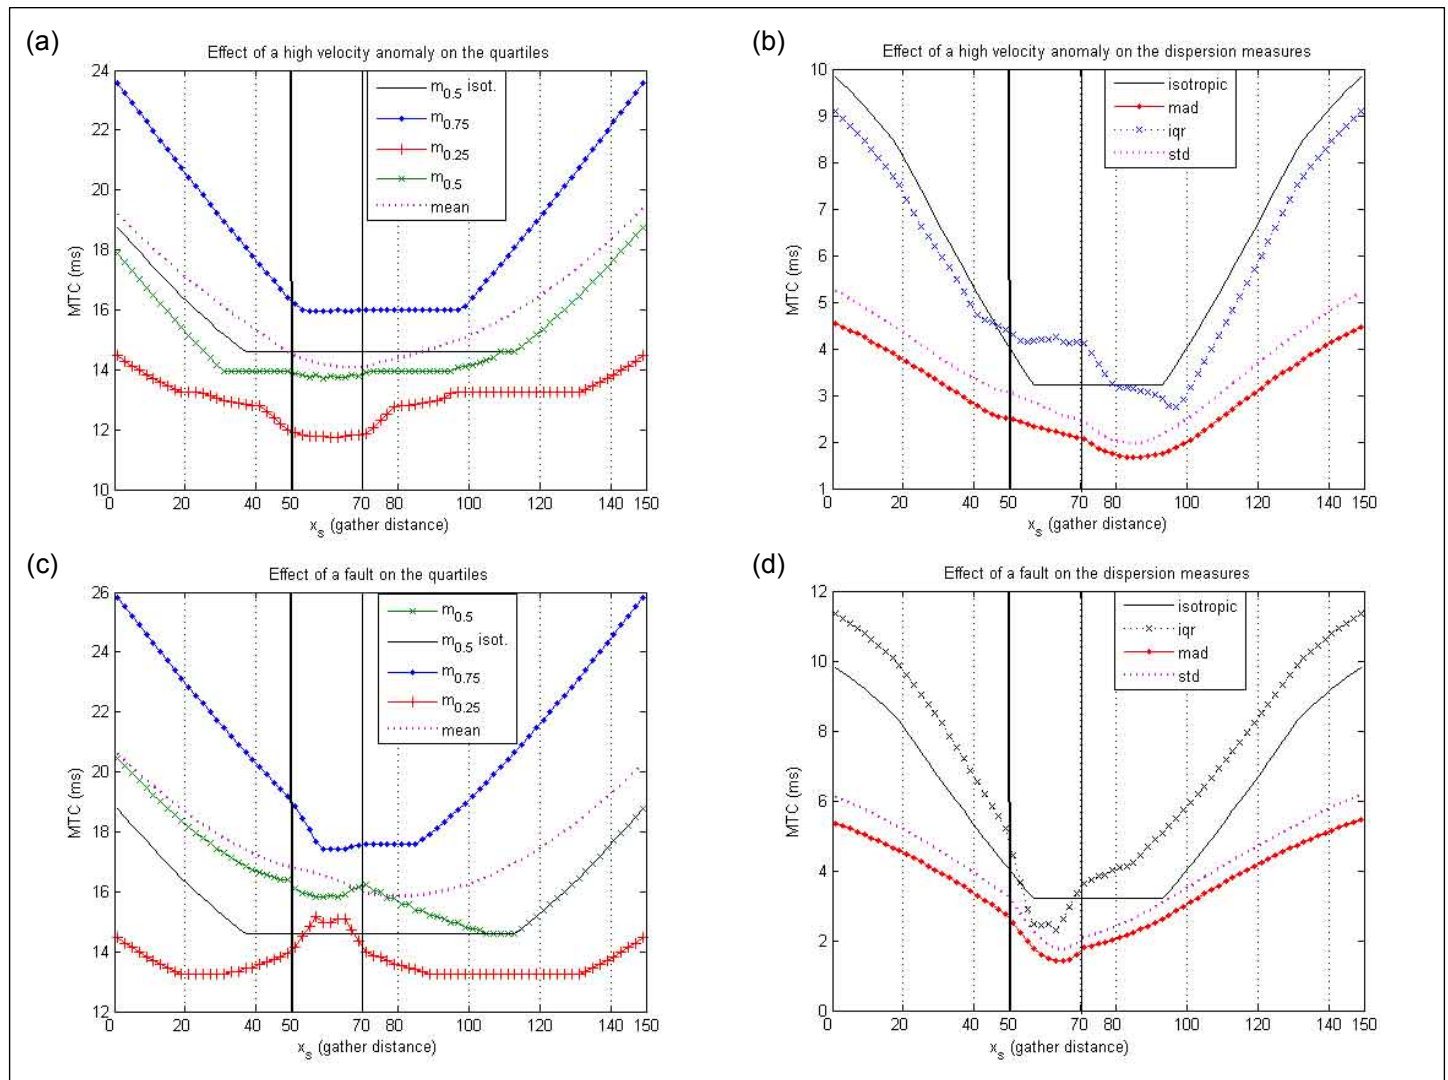 (a)
Effect of a high velocity anomaly on the quartiles
24
22
20
18
16
14
12
10
MTC (ms)
m0.5 isot.
m0.75
m0.25
m0.5
mean
0 20 40 50 70 80 100 120 140 150
xs (gather distance)
(b)
Effect of a high velocity anomaly on the dispersion measures
10
9
8
7
6
5
4
3
2
1
MTC (ms)
isotropic
mad
iqr
std
0 20 40 50 70 80 100 120 140 150
xs (gather distance)
(c)
Effect of a fault on the quartiles
26
24
22
20
18
16
14
12
MTC (ms)
m0.5
m0.5 isot.
m0.75
m0.25
mean
0 20 40 50 70 80 100 120 140 150
xs (gather distance)
(d)
Effect of a fault on the dispersion measures
12
10
8
6
4
2
0
MTC (ms)
isotropic
iqr
mad
std
0 20 40 50 70 80 100 120 140 150
xs (gather distance)